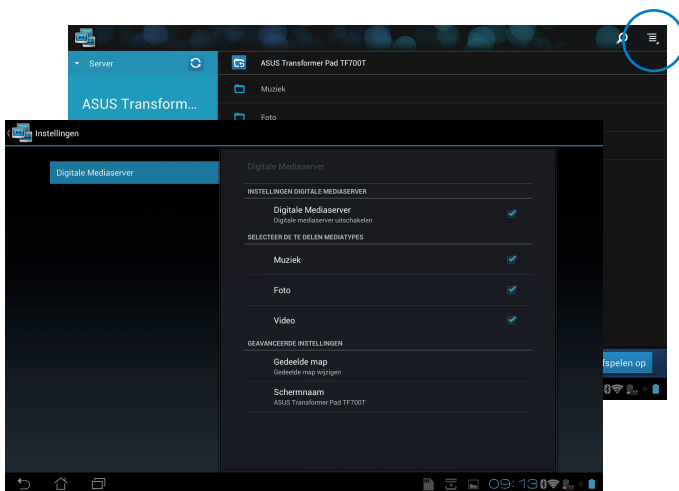 Server
ASUS Transformer Pad TF700T
Muziek
ASUS Transform...
Foto
Instellingen
Digitale Mediaserver
Digitale Mediaserver
INSTELLINGEN DIGITALE MEDIASERVER
Digitale Mediaserver
Digitale mediaserver uitschakelen
SELECTEER DE TE DELEN MEDIATYPES
Muziek
Foto
Video
GEAVANCEERDE INSTELLINGEN
Gedeelde map
Gedeelde map wijzigen
Schermnaam
ASUS Transformer Pad TF700T
fspelen op
09:13